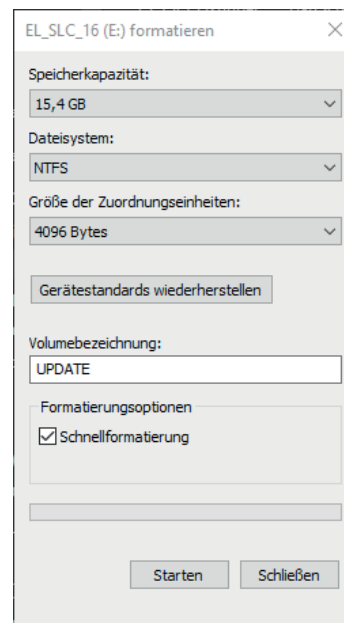 EL_SLC_16 (E:) formatieren
Speicherkapazität:
15,4 GB
Dateisystem:
NTFS
Größe der Zuordnungseinheiten:
4096 Bytes
Gerätestandards wiederherstellen
Volumebezeichnung:
UPDATE
Formatierungsoptionen
Schnellformatierung
Starten Schließen